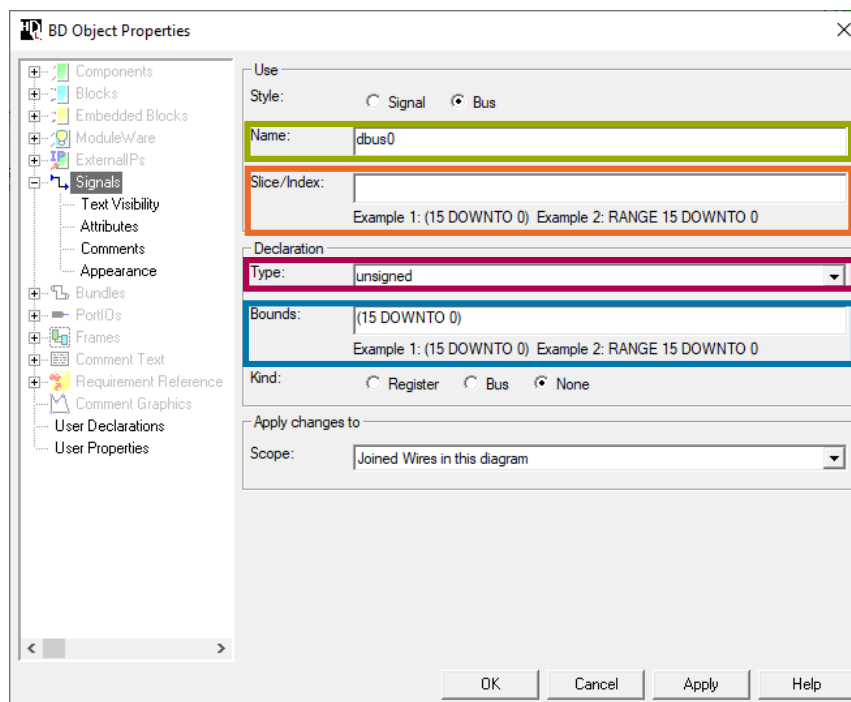 BD Object Properties
Components
Blocks
Embedded Blocks
ModuleWare
ExternalIPs
Signals
Text Visibility
Attributes
Comments
Appearance
Bundles
PortIOs
Frames
Comment Text
Requirement Reference
Comment Graphics
User Declarations
User Properties
Use
Style: Signal Bus
Name: dbus0
Slice/Index:
Example 1: (15 DOWNTO 0) Example 2: RANGE 15 DOWNTO 0
Declaration
Type: unsigned
Bounds: (15 DOWNTO 0)
Example 1: (15 DOWNTO 0) Example 2: RANGE 15 DOWNTO 0
Kind: Register Bus None
Apply changes to
Scope: Joined Wires in this diagram
OK Cancel Apply Help